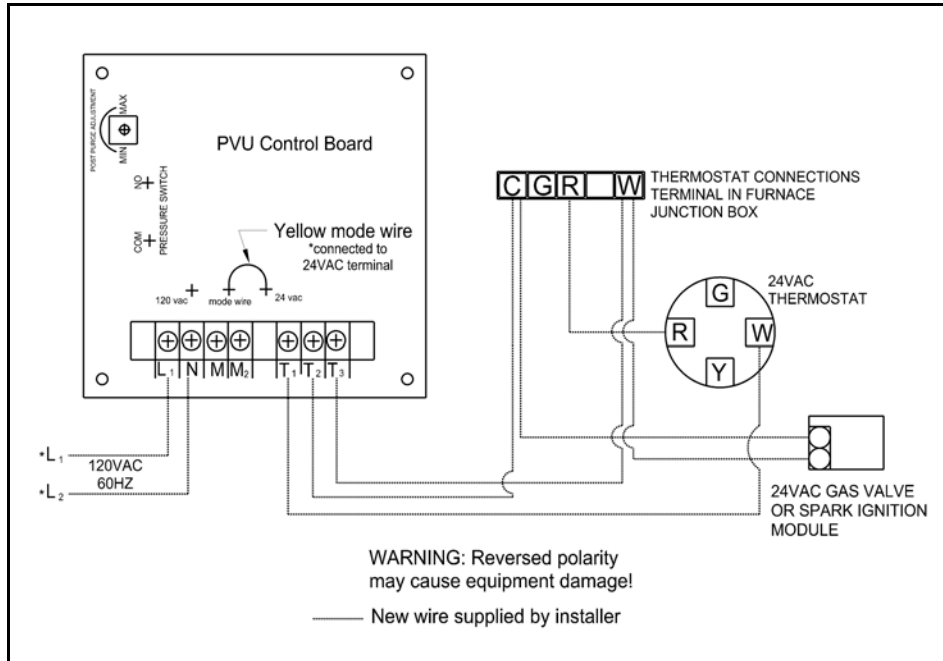 POST PURGE ADJUSTMENT
MAX
MIN
PVU Control Board
NO
COM
PRESSURE SWITCH
Yellow mode wire
*connected to
24VAC terminal
120 vac
mode wire
24 vac
L1 N M M2 T1 T2 T3
*L1
120VAC
60HZ
*L2
C G R W
THERMOSTAT CONNECTIONS
TERMINAL IN FURNACE
JUNCTION BOX
24VAC
THERMOSTAT
G
R
W
Y
24VAC GAS VALVE
OR SPARK IGNITION
MODULE
WARNING: Reversed polarity
may cause equipment damage!
New wire supplied by installer